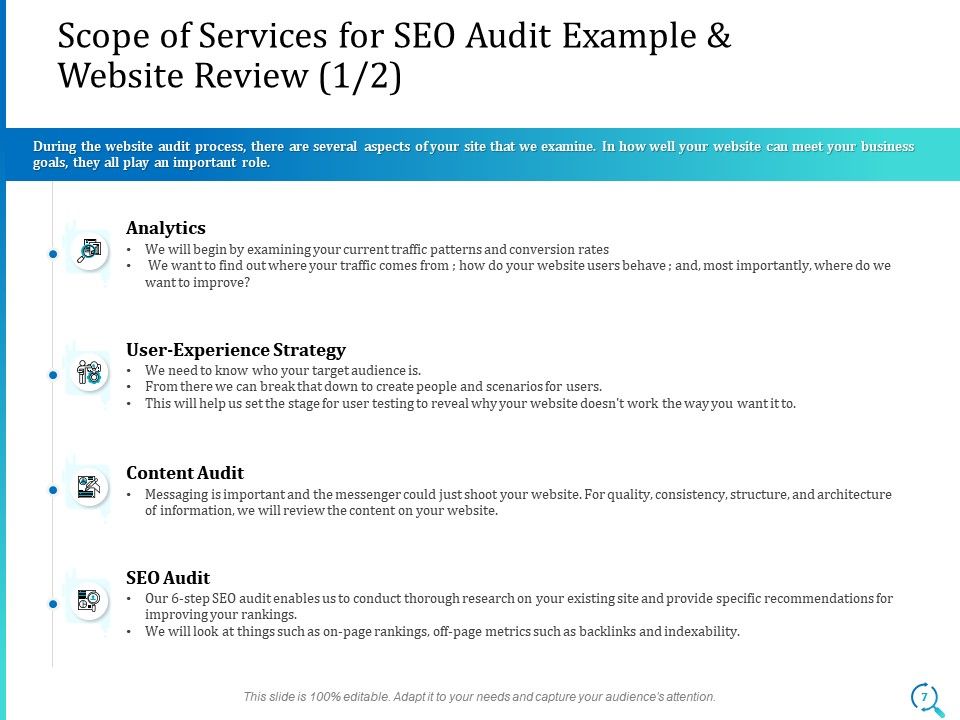 Scope of Services for SEO Audit Example &
Website Review (1/2)
During the website audit process, there are several aspects of your site that we examine. In how well your website can meet your business
goals, they all play an important role.
Analytics
• We will begin by examining your current traffic patterns and conversion rates
• We want to find out where your traffic comes from ; how do your website users behave ; and, most importantly, where do we
want to improve?
User-Experience Strategy
• We need to know who your target audience is.
• From there we can break that down to create people and scenarios for users.
• This will help us set the stage for user testing to reveal why your website doesn't work the way you want it to.
Content Audit
• Messaging is important and the messenger could just shoot your website. For quality, consistency, structure, and architecture
of information, we will review the content on your website.
SEO Audit
• Our 6-step SEO audit enables us to conduct thorough research on your existing site and provide specific recommendations for
improving your rankings.
• We will look at things such as on-page rankings, off-page metrics such as backlinks and indexability.
This slide is 100% editable. Adapt it to your needs and capture your audience's attention.
7